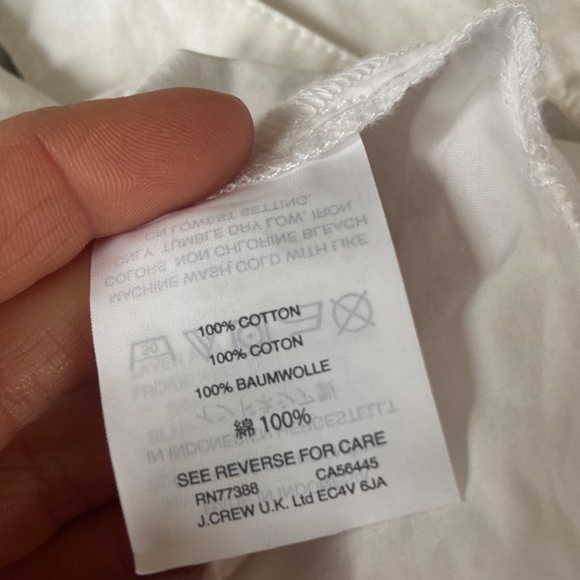 100% COTTON
100% COTON
100% BAUMWOLLE
綿 100%
SEE REVERSE FOR CARE
RN77388 CA56445
J.CREW U.K. Ltd EC4V 6JA